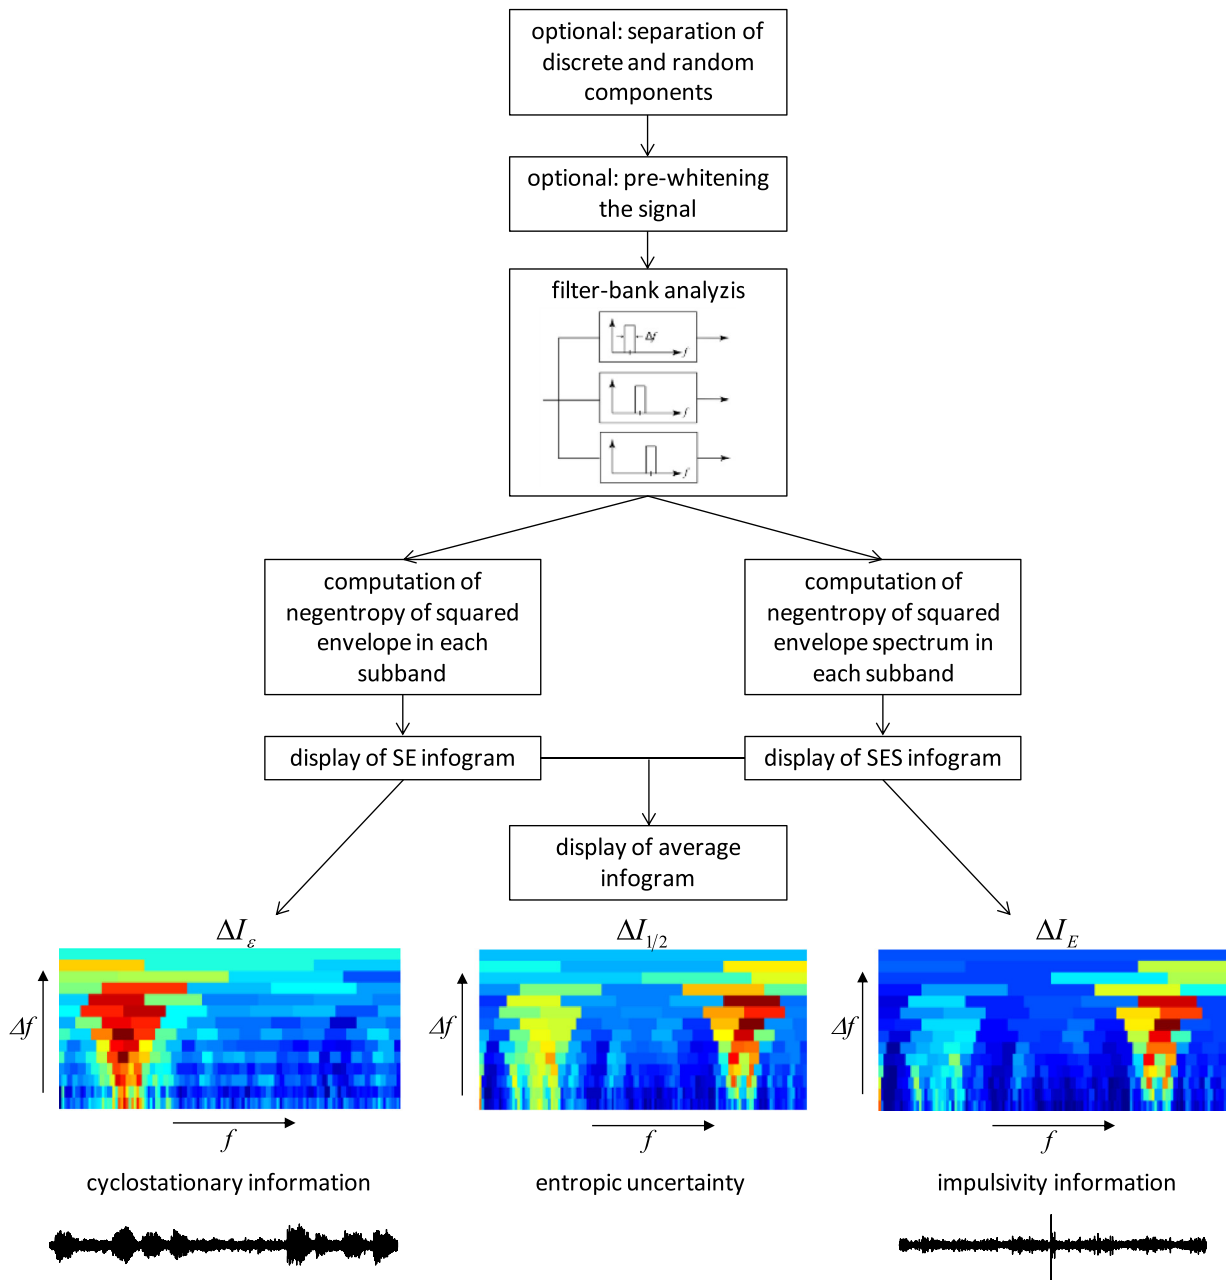 optional: separation of
discrete and random
components
optional: pre-whitening
the signal
filter-bank analyzis
Δf
f
f
f
computation of
negentropy of squared
envelope in each
subband
computation of
negentropy of squared
envelope spectrum in
each subband
display of SE infogram
display of SES infogram
display of average
infogram
ΔI_ε
ΔI_1/2
ΔI_E
Δf
Δf
Δf
f
f
f
cyclostationary information
entropic uncertainty
impulsivity information